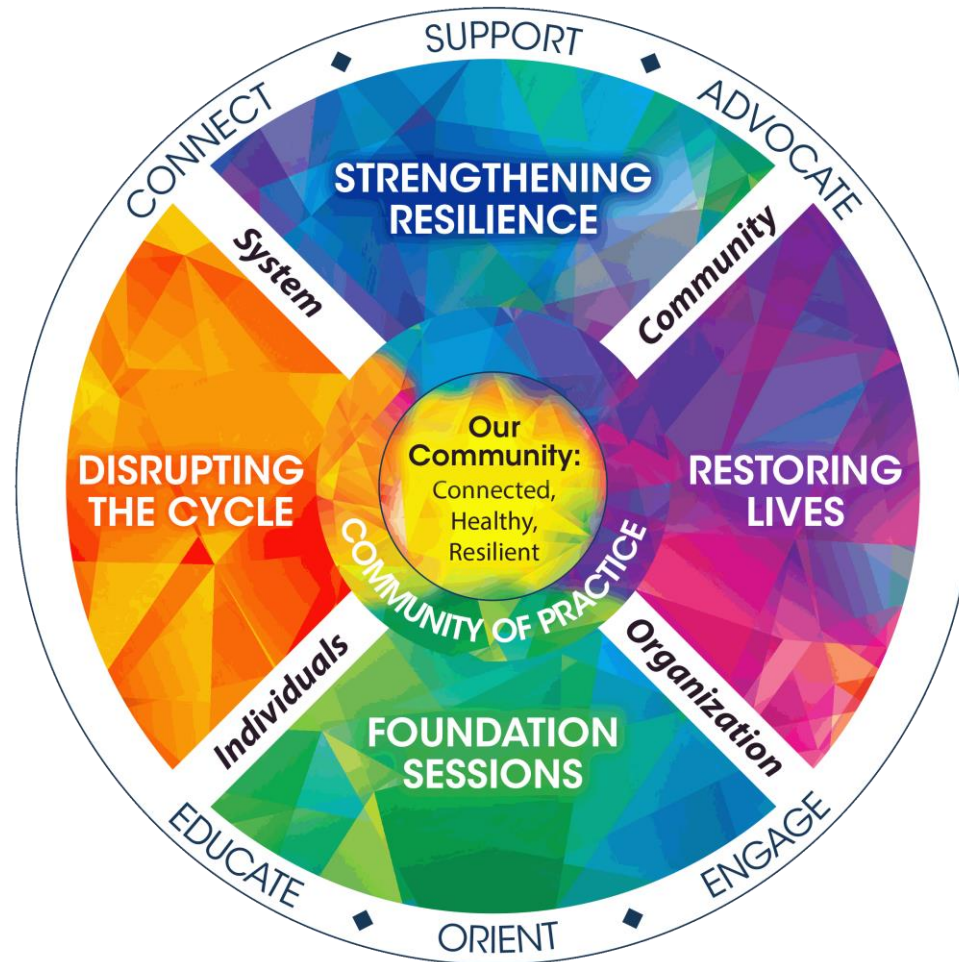 SUPPORT
CONNECT
ADVOCATE
STRENGTHENING
RESILIENCE
System
Community
Our
Community:
Connected,
Healthy,
Resilient
DISRUPTING
THE CYCLE
RESTORING
LIVES
COMMUNITY OF PRACTICE
Individuals
Organization
FOUNDATION
SESSIONS
EDUCATE
ENGAGE
ORIENT